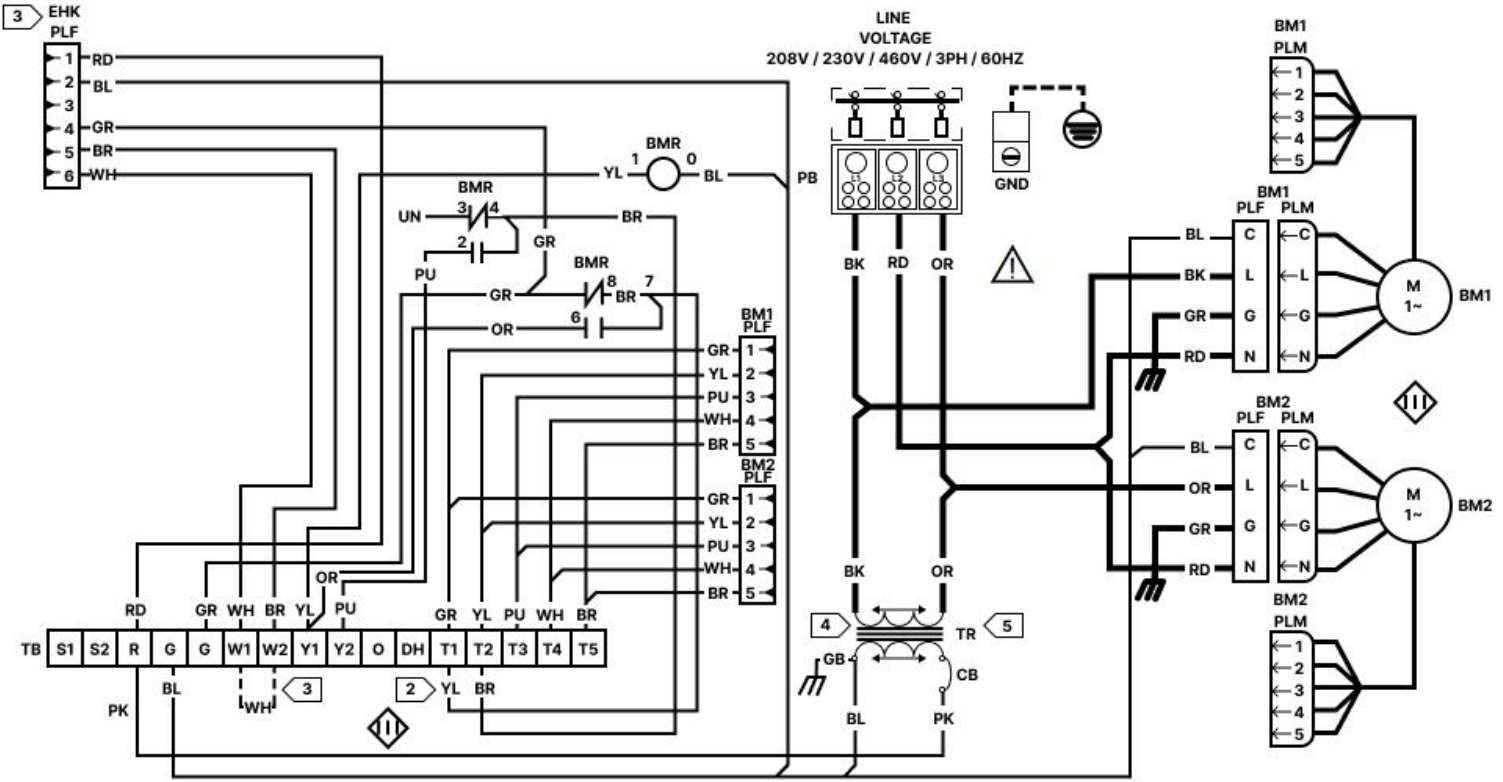 3
EHK
PLF
1 RD
2 BL
3
4 GR
5 BR
6 WH
LINE
VOLTAGE
208V / 230V / 460V / 3PH / 60HZ
BMR
YL 1 0 BL
PB
L1 L2 L3
GND
BMR
UN 3 4 BR
2
GR
PU
BMR
GR 8 BR 7
OR 6
BK RD OR
BM1
PLF
GR 1
YL 2
PU 3
WH 4
BR 5
BM2
PLF
GR 1
YL 2
PU 3
WH 4
BR 5
BM1
PLM
1
2
3
4
5
BM1
PLF PLM
BL C C
BK L L
GR G G
RD N N
M
1~
BM1
BM2
PLF PLM
BL C C
OR L L
GR G G
RD N N
M
1~
BM2
BM2
PLM
1
2
3
4
5
BK OR
4 TR 5
GB CB
BL PK
OR
RD GR WH BR YL PU GR YL PU WH BR
TB S1 S2 R G G W1 W2 Y1 Y2 O DH T1 T2 T3 T4 T5
BL 3 2 YL BR
WH
PK